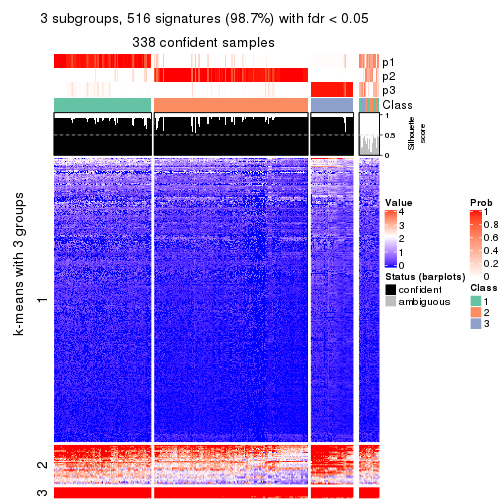 3 subgroups, 516 signatures (98.7%) with fdr < 0.05
338 confident samples
p1
p2
p3
Class
1
0.5
0
Silhouette
score
k-means with 3 groups
1
2
3
Value
4
3
2
1
0
Status (barplots)
confident
ambiguous
Prob
1
0.8
0.6
0.4
0.2
0
Class
1
2
3